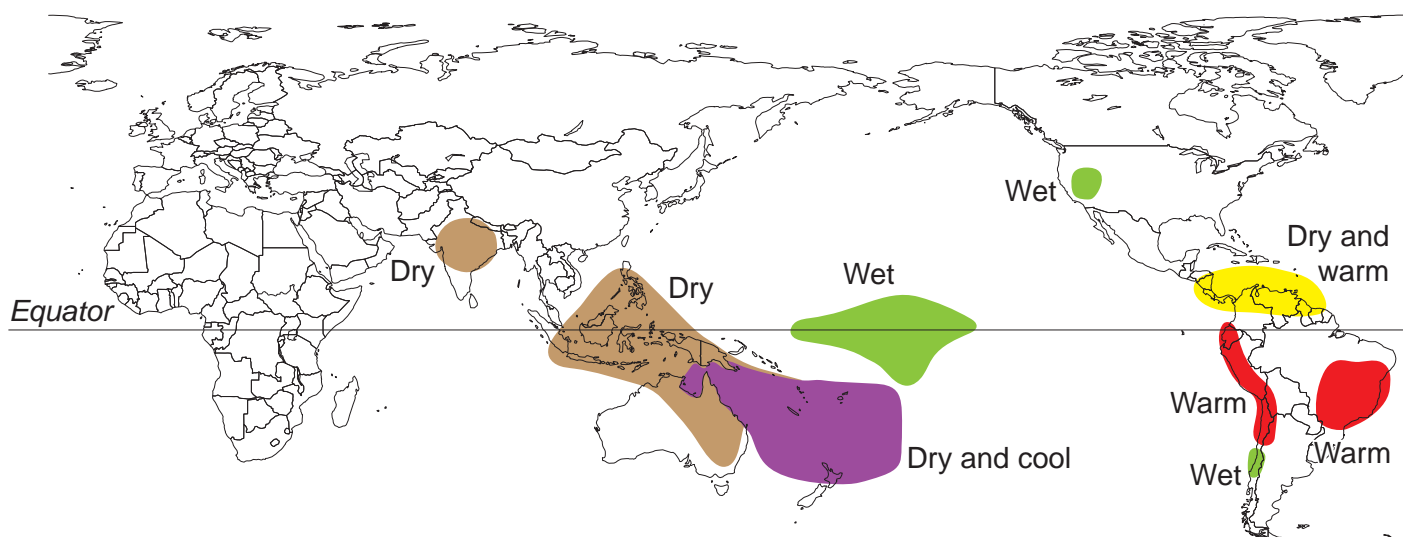 Wet
Dry and
warm
Dry
Dry
Wet
Equator
Warm
Dry and cool
Warm
Wet